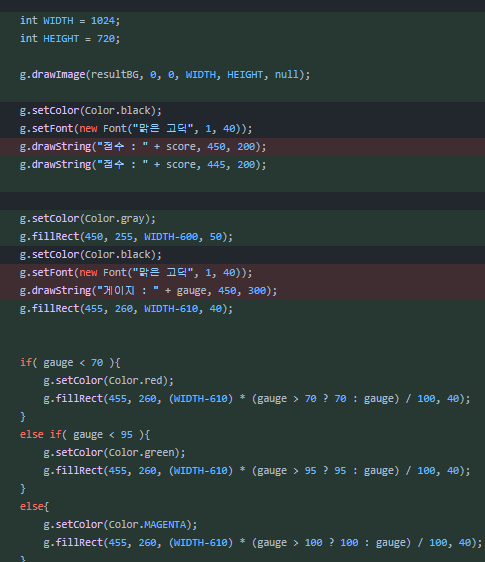 int WIDTH = 1024;
int HEIGHT = 720;
g.drawImage(resultBG, 0, 0, WIDTH, HEIGHT, null);
g.setColor(Color.black);
g.setFont(new Font("맑은 고딕", 1, 40));
g.drawString("점수 : " + score, 450, 200);
g.drawString("점수 : " + score, 445, 200);
g.setColor(Color.gray);
g.fillRect(450, 255, WIDTH-600, 50);
g.setColor(Color.black);
g.setFont(new Font("맑은 고딕", 1, 40));
g.drawString("게이지 : " + gauge, 450, 300);
g.fillRect(455, 260, WIDTH-610, 40);
if( gauge < 70 ){
g.setColor(Color.red);
g.fillRect(455, 260, (WIDTH-610) * (gauge > 70 ? 70 : gauge) / 100, 40);
}
else if( gauge < 95 ){
g.setColor(Color.green);
g.fillRect(455, 260, (WIDTH-610) * (gauge > 95 ? 95 : gauge) / 100, 40);
}
else{
g.setColor(Color.MAGENTA);
g.fillRect(455, 260, (WIDTH-610) * (gauge > 100 ? 100 : gauge) / 100, 40);
}